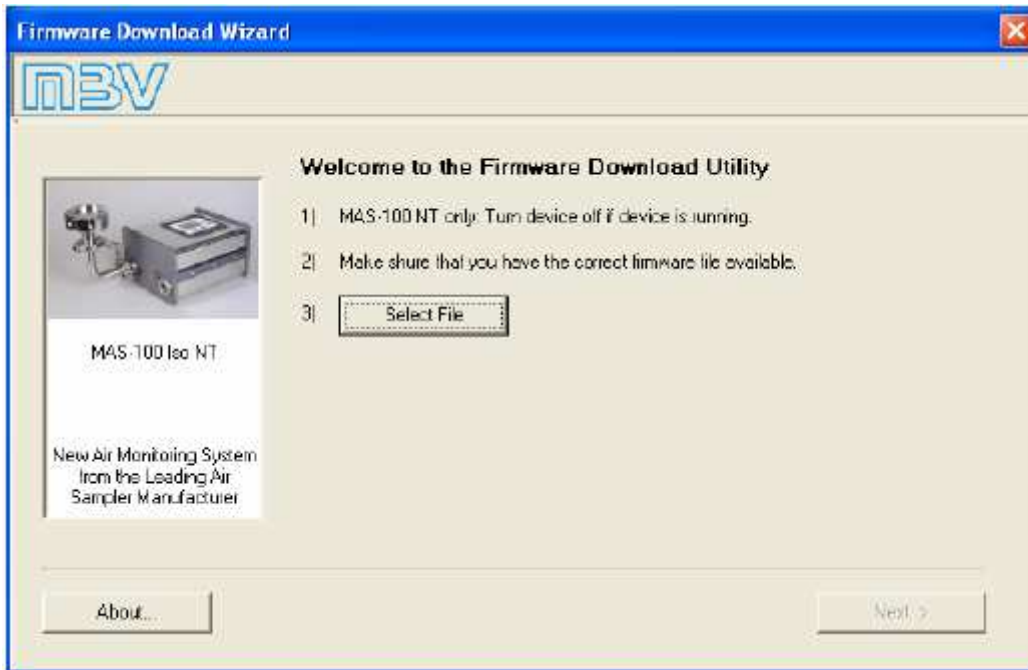 Firmware Download Wizard
MBV
Welcome to the Firmware Download Utility
1) MAS-100 NT only: Turn device off if device is running.
2) Make shure that you have the correct firmware file available.
3) Select File
MAS-100 Iso NT
New Air Monitoring System
from the Leading Air
Sampler Manufacturer
About...
Next >